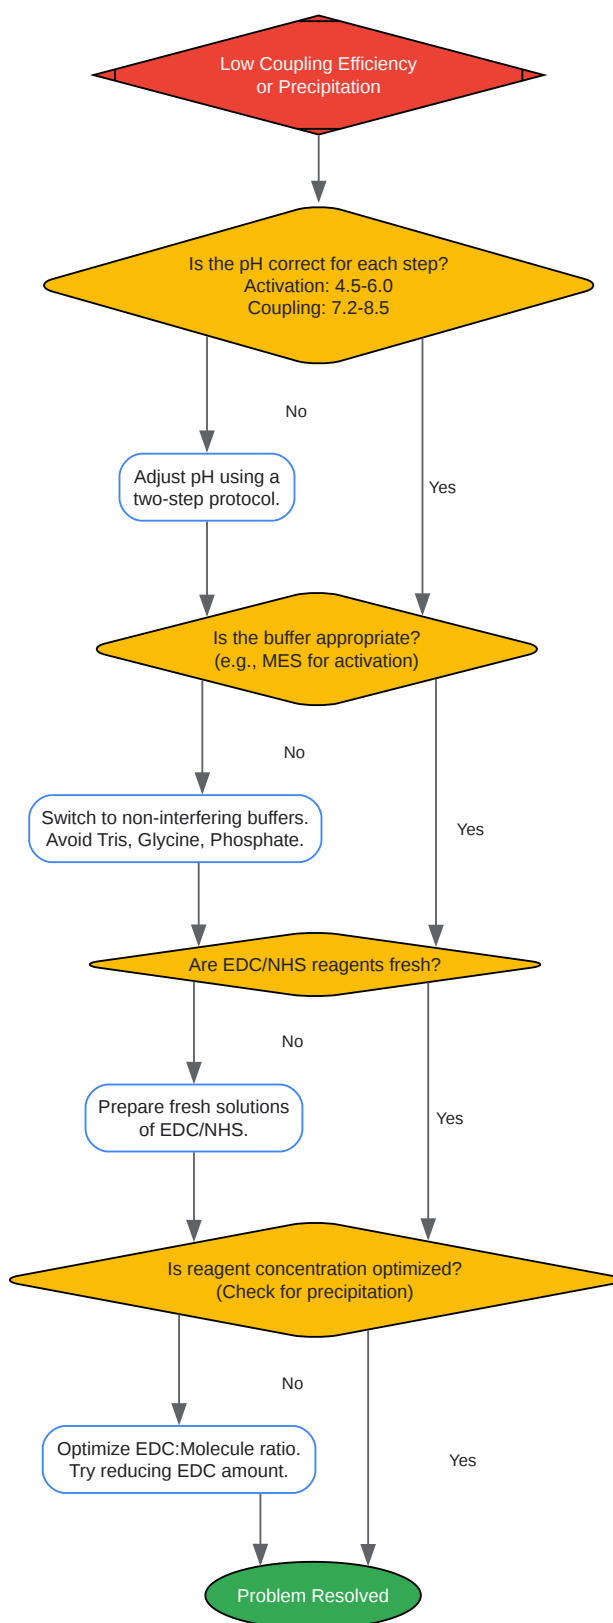 Low Coupling Efficiency
or Precipitation
Is the pH correct for each step?
Activation: 4.5-6.0
Coupling: 7.2-8.5
No
Adjust pH using a
two-step protocol.
Yes
Is the buffer appropriate?
(e.g., MES for activation)
No
Switch to non-interfering buffers.
Avoid Tris, Glycine, Phosphate.
Yes
Are EDC/NHS reagents fresh?
No
Prepare fresh solutions
of EDC/NHS.
Yes
Is reagent concentration optimized?
(Check for precipitation)
No
Optimize EDC:Molecule ratio.
Try reducing EDC amount.
Yes
Problem Resolved